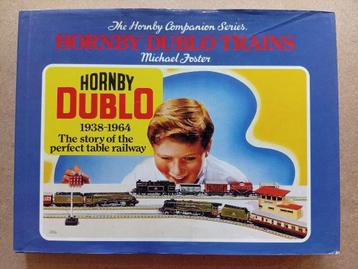 The Hornby Companion Series.
HORNBY DUBLO TRAINS
Michael Foster
HORNBY
DUBLO
1938-1964
The story of the
perfect table railway